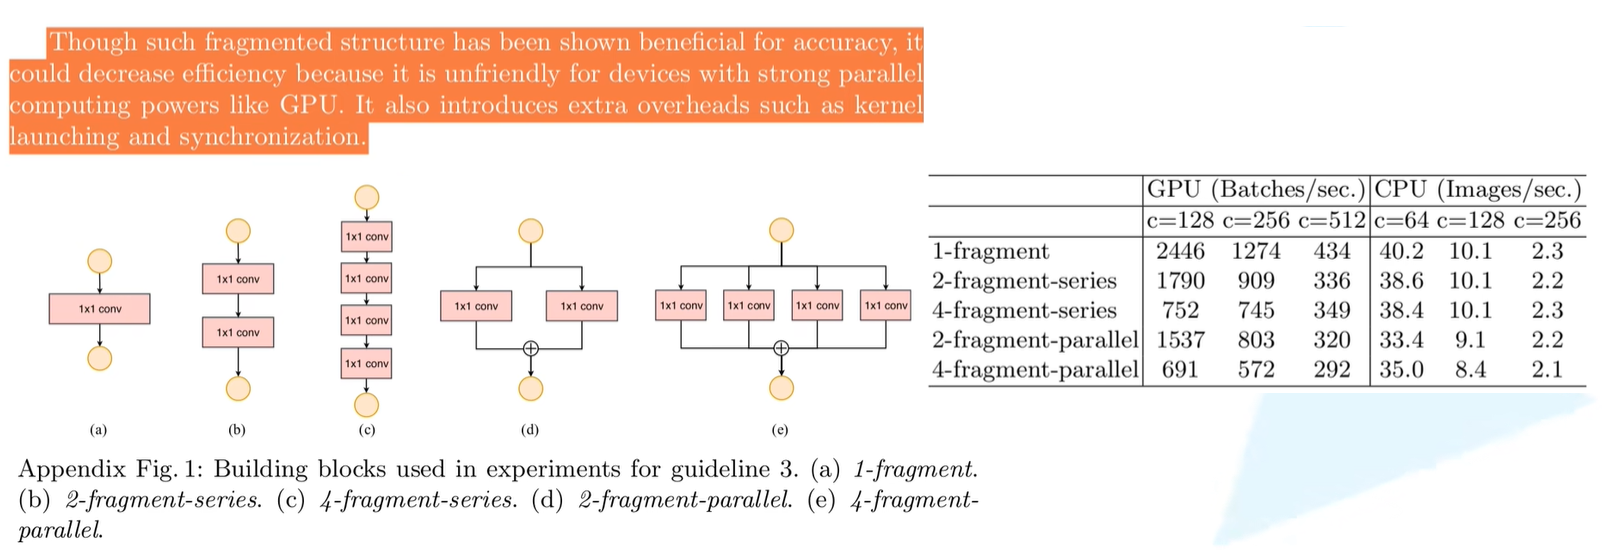 Though such fragmented structure has been shown beneficial for accuracy, it
could decrease efficiency because it is unfriendly for devices with strong parallel
computing powers like GPU. It also introduces extra overheads such as kernel
launching and synchronization.
1x1 conv
(a)
1x1 conv
1x1 conv
(b)
1x1 conv
1x1 conv
1x1 conv
1x1 conv
(c)
1x1 conv 1x1 conv
(d)
1x1 conv 1x1 conv 1x1 conv 1x1 conv
(e)
GPU (Batches/sec.) CPU (Images/sec.)
c=128 c=256 c=512 c=64 c=128 c=256
1-fragment 2446 1274 434 40.2 10.1 2.3
2-fragment-series 1790 909 336 38.6 10.1 2.2
4-fragment-series 752 745 349 38.4 10.1 2.3
2-fragment-parallel 1537 803 320 33.4 9.1 2.2
4-fragment-parallel 691 572 292 35.0 8.4 2.1
Appendix Fig. 1: Building blocks used in experiments for guideline 3. (a) 1-fragment.
(b) 2-fragment-series. (c) 4-fragment-series. (d) 2-fragment-parallel. (e) 4-fragment-
parallel.